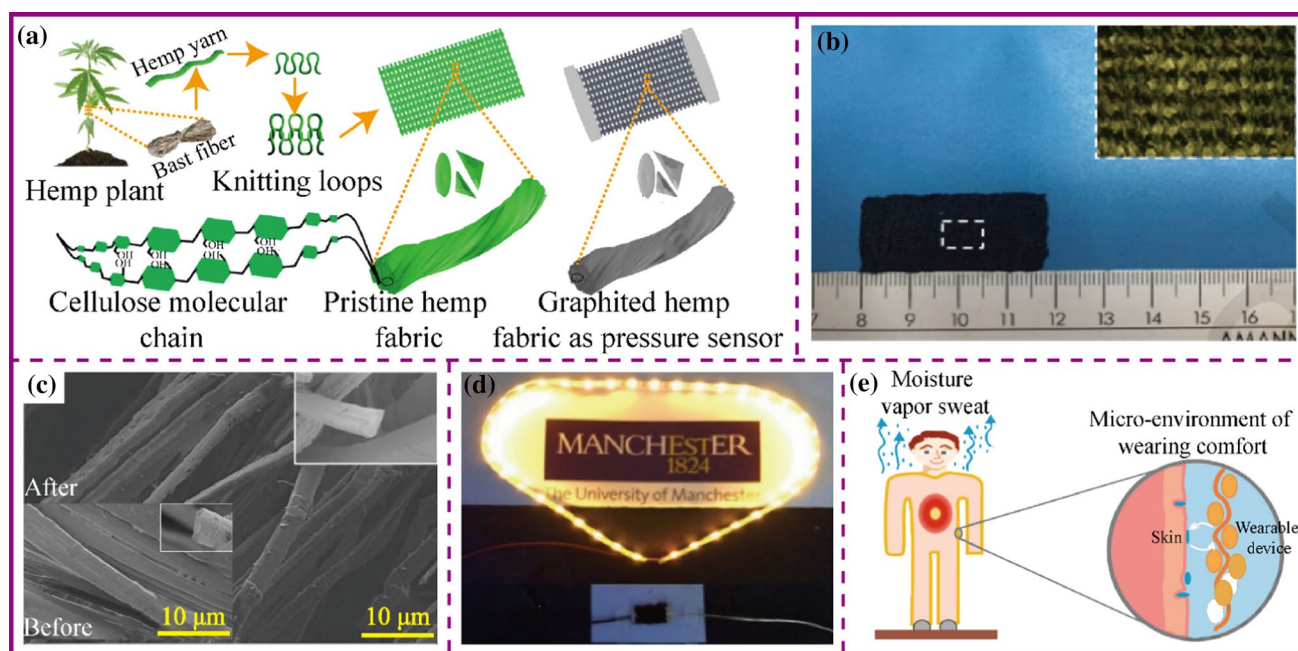 (a)
Hemp yarn
Bast fiber
Hemp plant
Knitting loops
OH
OH
OH
OH
OH
OH
Cellulose molecular
chain
Pristine hemp
fabric
Graphited hemp
fabric as pressure sensor
(b)
7 8 9 10 11 12 13 14 15 16 17
AMANN
(c)
After
Before
10 μm
10 μm
(d)
MANCHESTER
1824
The University of Manchester
(e)
Moisture
vapor sweat
Micro-environment of
wearing comfort
Skin
Wearable
device